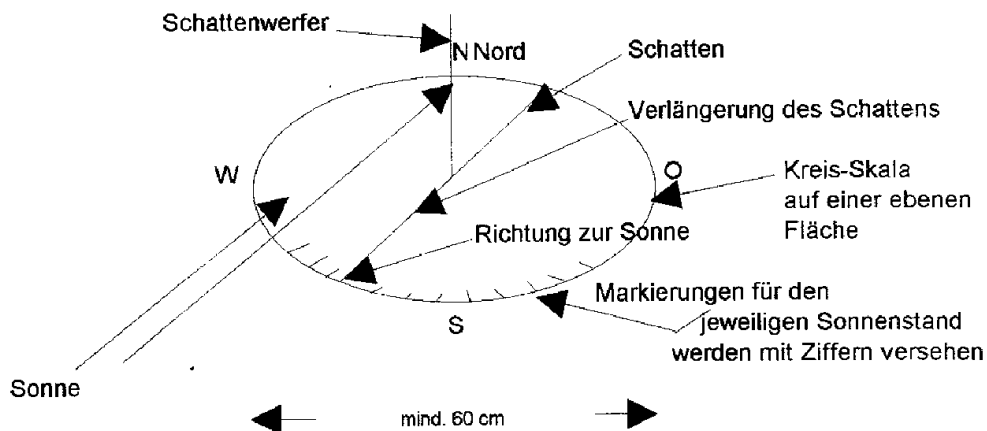 Schattenwerfer
N Nord
Schatten
Verlängerung des Schattens
W
O
Kreis-Skala
auf einer ebenen
Fläche
Richtung zur Sonne
Markierungen für den
jeweiligen Sonnenstand
werden mit Ziffern versehen
S
Sonne
mind. 60 cm